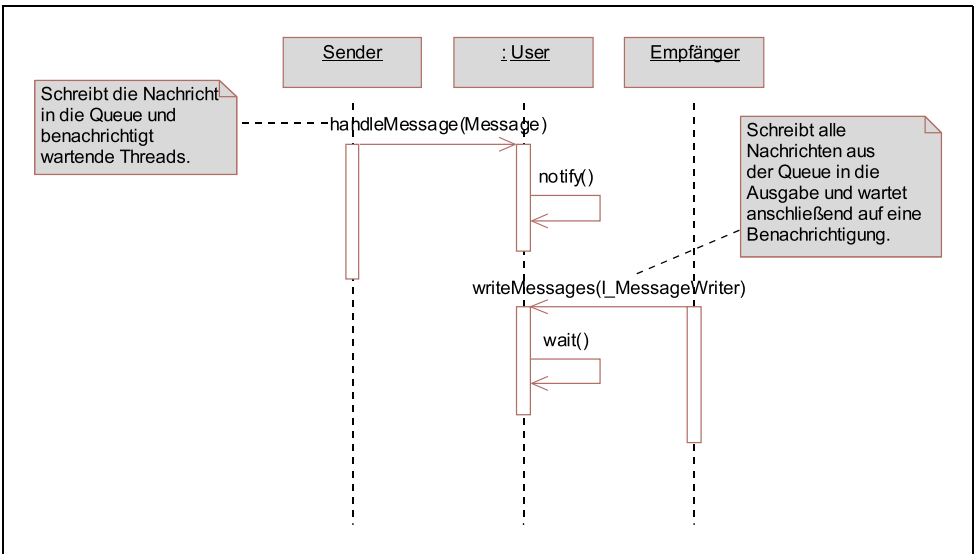 Sender
: User
Empfänger
Schreibt die Nachricht
in die Queue und
benachrichtigt
wartende Threads.
handleMessage(Message)
Schreibt alle
Nachrichten aus
der Queue in die
Ausgabe und wartet
anschließend auf eine
Benachrichtigung.
notify()
writeMessages(I_MessageWriter)
wait()